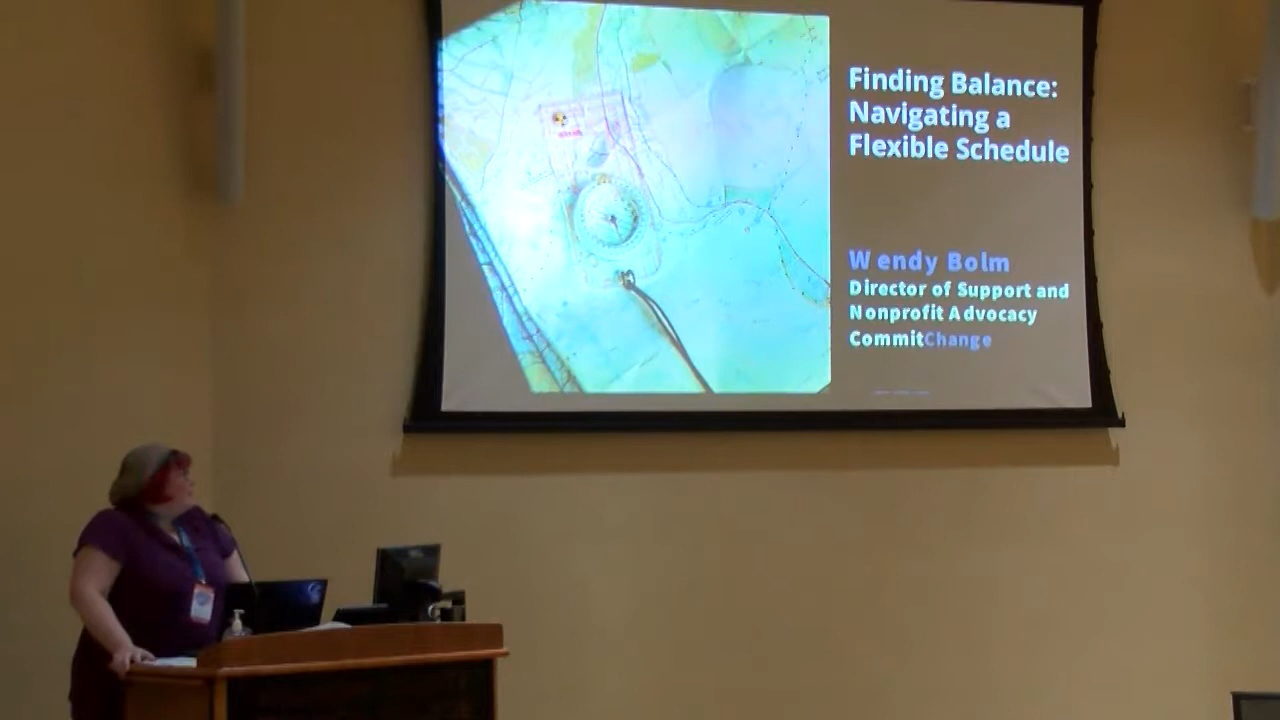 Finding Balance:
Navigating a
Flexible Schedule
Wendy Bolm
Director of Support and
Nonprofit Advocacy
CommitChange